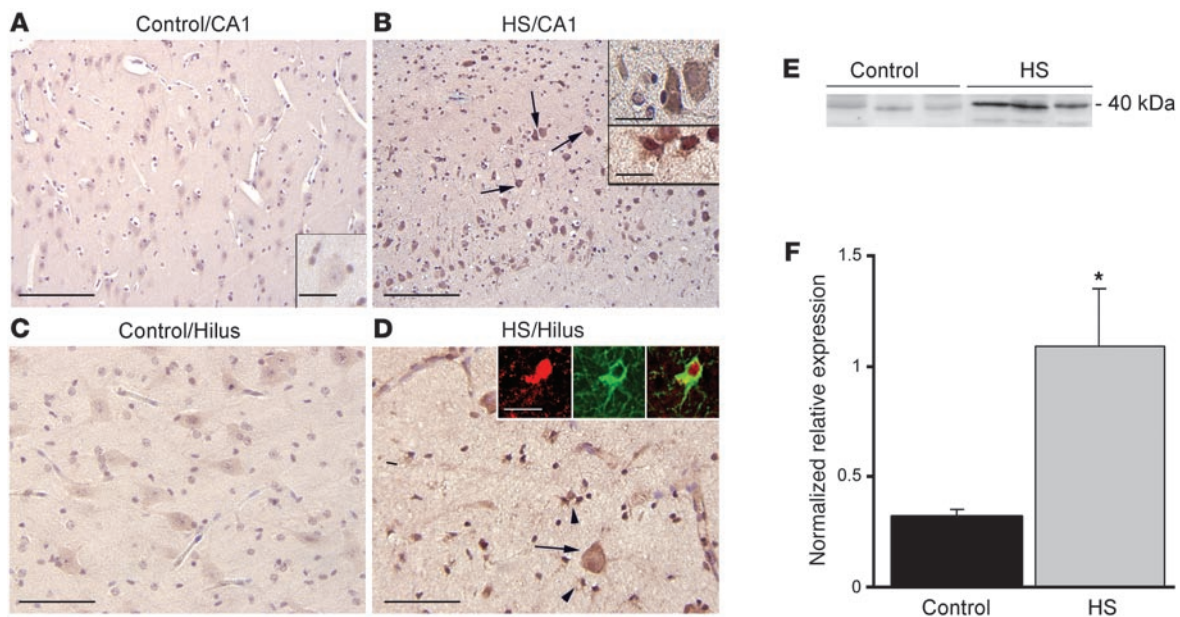 A Control/CA1
B HS/CA1
C Control/Hilus
D HS/Hilus
E Control HS
- 40 kDa
F
Normalized relative expression
1.5
*
1
0.5
0
Control HS